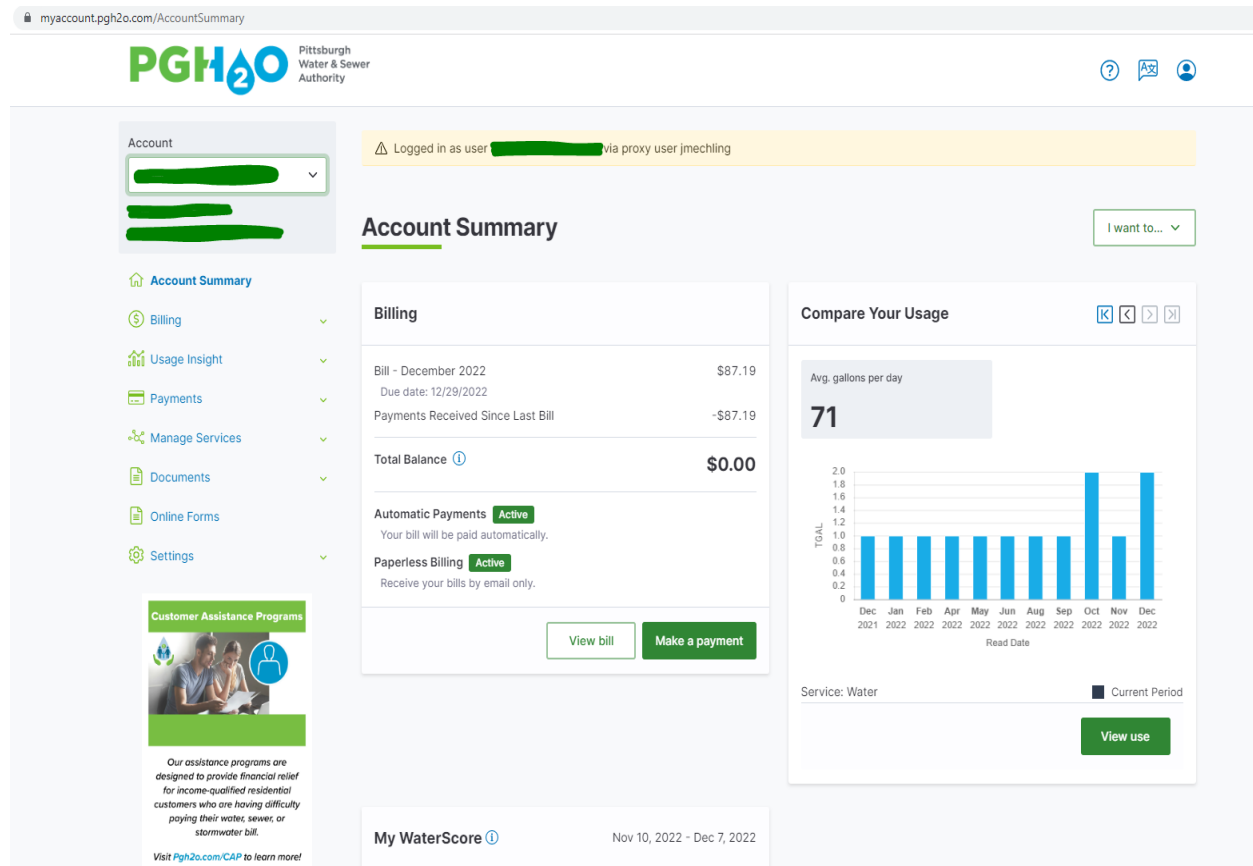 myaccount.pgh2o.com/AccountSummary
PGH2O
Pittsburgh
Water & Sewer
Authority
Account
Logged in as user via proxy user jmechling
Account Summary
I want to...
Account Summary
Billing
Usage Insight
Payments
Manage Services
Documents
Online Forms
Settings
Customer Assistance Programs
Our assistance programs are
designed to provide financial relief
for income-qualified residential
customers who are having difficulty
paying their water, sewer, or
stormwater bill.
Visit Pgh2o.com/CAP to learn more!
Billing
Bill - December 2022 $87.19
Due date: 12/29/2022
Payments Received Since Last Bill -$87.19
Total Balance $0.00
Automatic Payments Active
Your bill will be paid automatically.
Paperless Billing Active
Receive your bills by email only.
View bill Make a payment
Compare Your Usage
Avg. gallons per day
71
2.0
1.8
1.6
1.4
1.2
1.0
0.8
0.6
0.4
0.2
0
TGAL
Dec Jan Feb Apr May Jun Aug Sep Oct Nov Dec
2021 2022 2022 2022 2022 2022 2022 2022 2022 2022 2022
Read Date
Service: Water Current Period
View use
My WaterScore Nov 10, 2022 - Dec 7, 2022